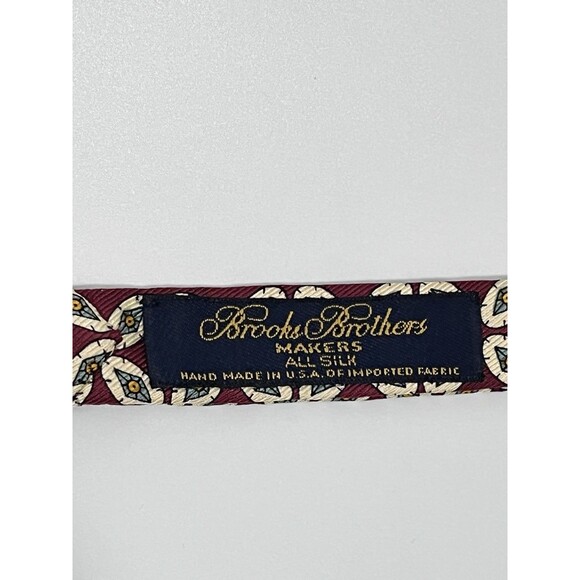 Brooks Brothers
MAKERS
ALL SILK
HAND MADE IN U.S.A. OF IMPORTED FABRIC